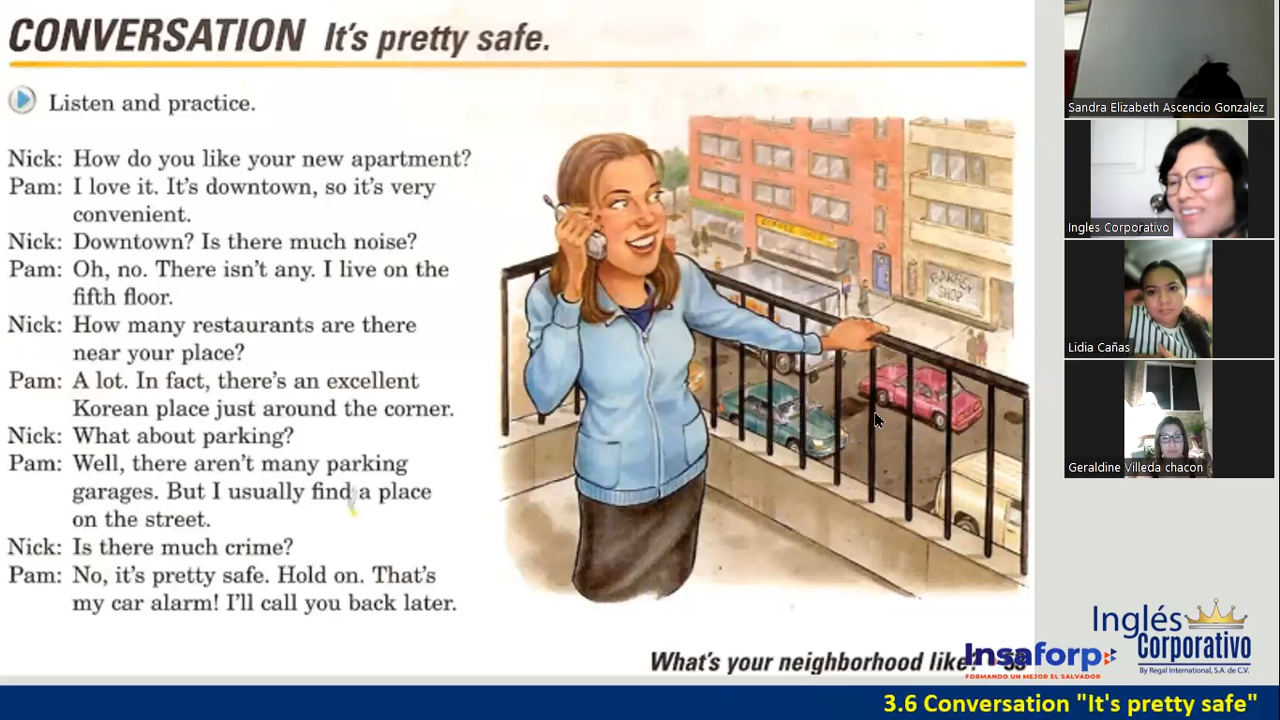 CONVERSATION It's pretty safe.
Listen and practice.
Nick: How do you like your new apartment?
Pam: I love it. It's downtown, so it's very
convenient.
Nick: Downtown? Is there much noise?
Pam: Oh, no. There isn't any. I live on the
fifth floor.
Nick: How many restaurants are there
near your place?
Pam: A lot. In fact, there's an excellent
Korean place just around the corner.
Nick: What about parking?
Pam: Well, there aren't many parking
garages. But I usually find a place
on the street.
Nick: Is there much crime?
Pam: No, it's pretty safe. Hold on. That's
my car alarm! I'll call you back later.
SHOP
What's your neighborhood like?
Sandra Elizabeth Ascencio Gonzalez
Ingles Corporativo
Lidia Cañas
Geraldine Villeda chacon
Insaforp
FORMANDO UN MEJOR EL SALVADOR
Inglés
Corporativo
By Regal International, S.A. de C.V.
3.6 Conversation "It's pretty safe"